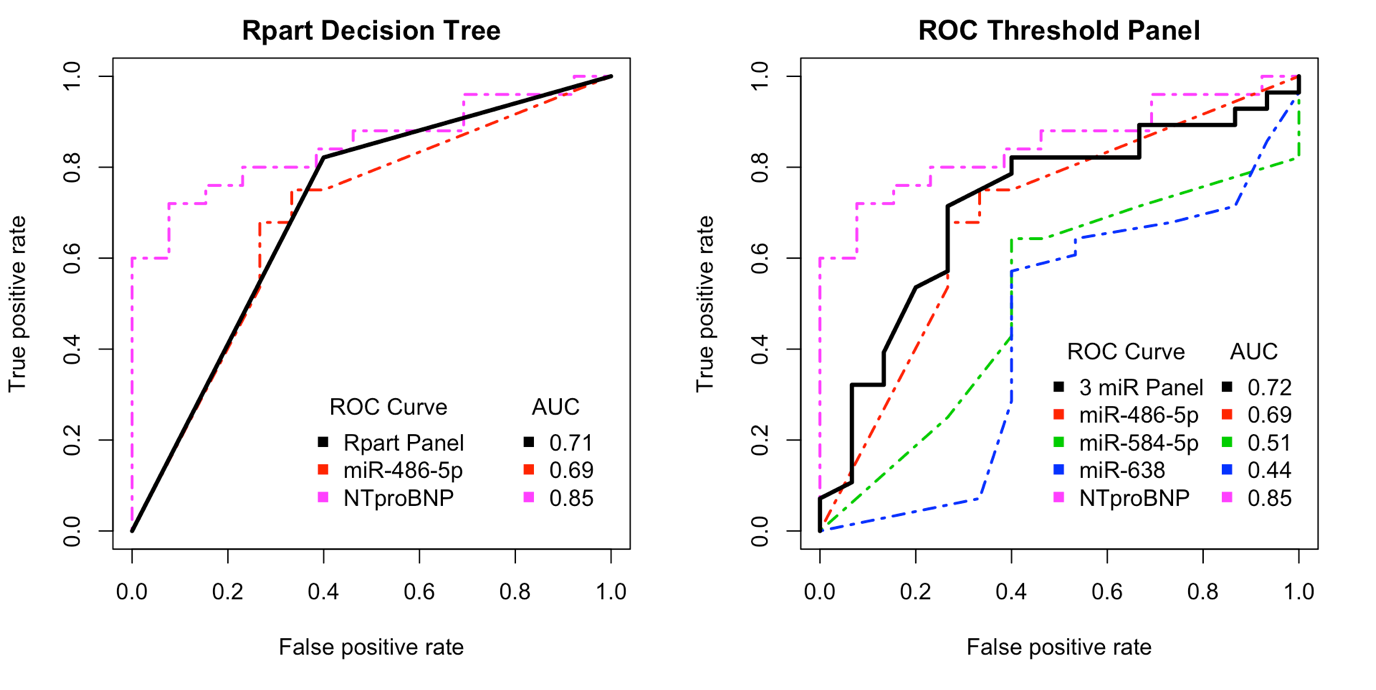 Rpart Decision Tree
True positive rate
1.0
0.8
0.6
0.4
0.2
0.0
ROC Curve AUC
Rpart Panel 0.71
miR-486-5p 0.69
NTproBNP 0.85
0.0 0.2 0.4 0.6 0.8 1.0
False positive rate
ROC Threshold Panel
True positive rate
1.0
0.8
0.6
0.4
0.2
0.0
ROC Curve AUC
3 miR Panel 0.72
miR-486-5p 0.69
miR-584-5p 0.51
miR-638 0.44
NTproBNP 0.85
0.0 0.2 0.4 0.6 0.8 1.0
False positive rate